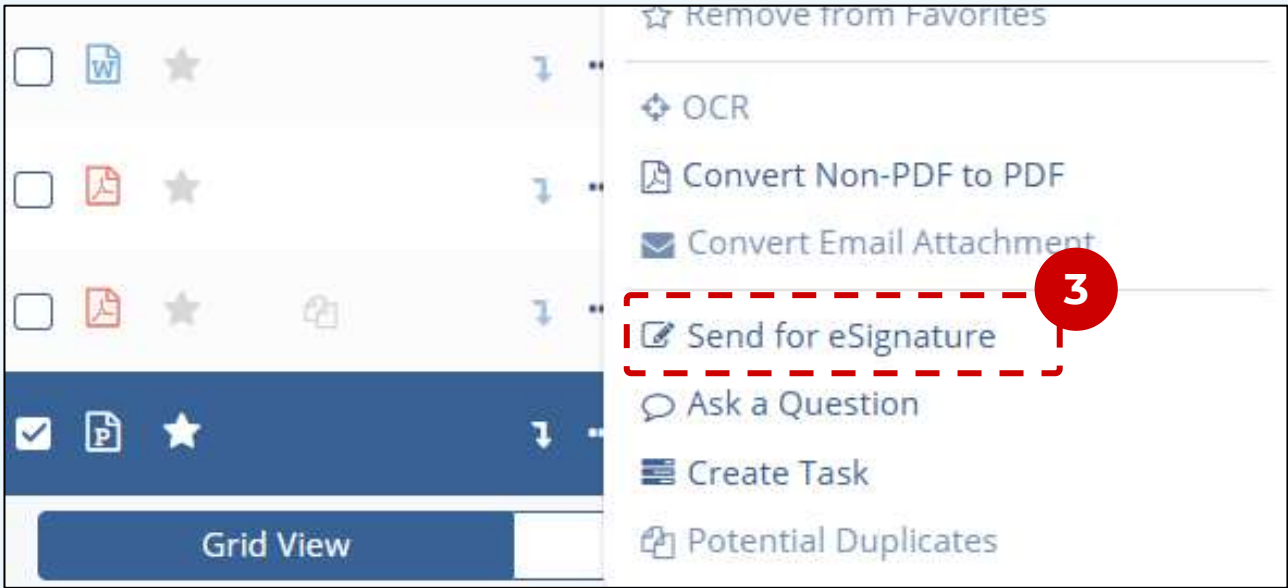 Remove from Favorites
OCR
Convert Non-PDF to PDF
Convert Email Attachment
3
Send for eSignature
Ask a Question
Create Task
Grid View
Potential Duplicates